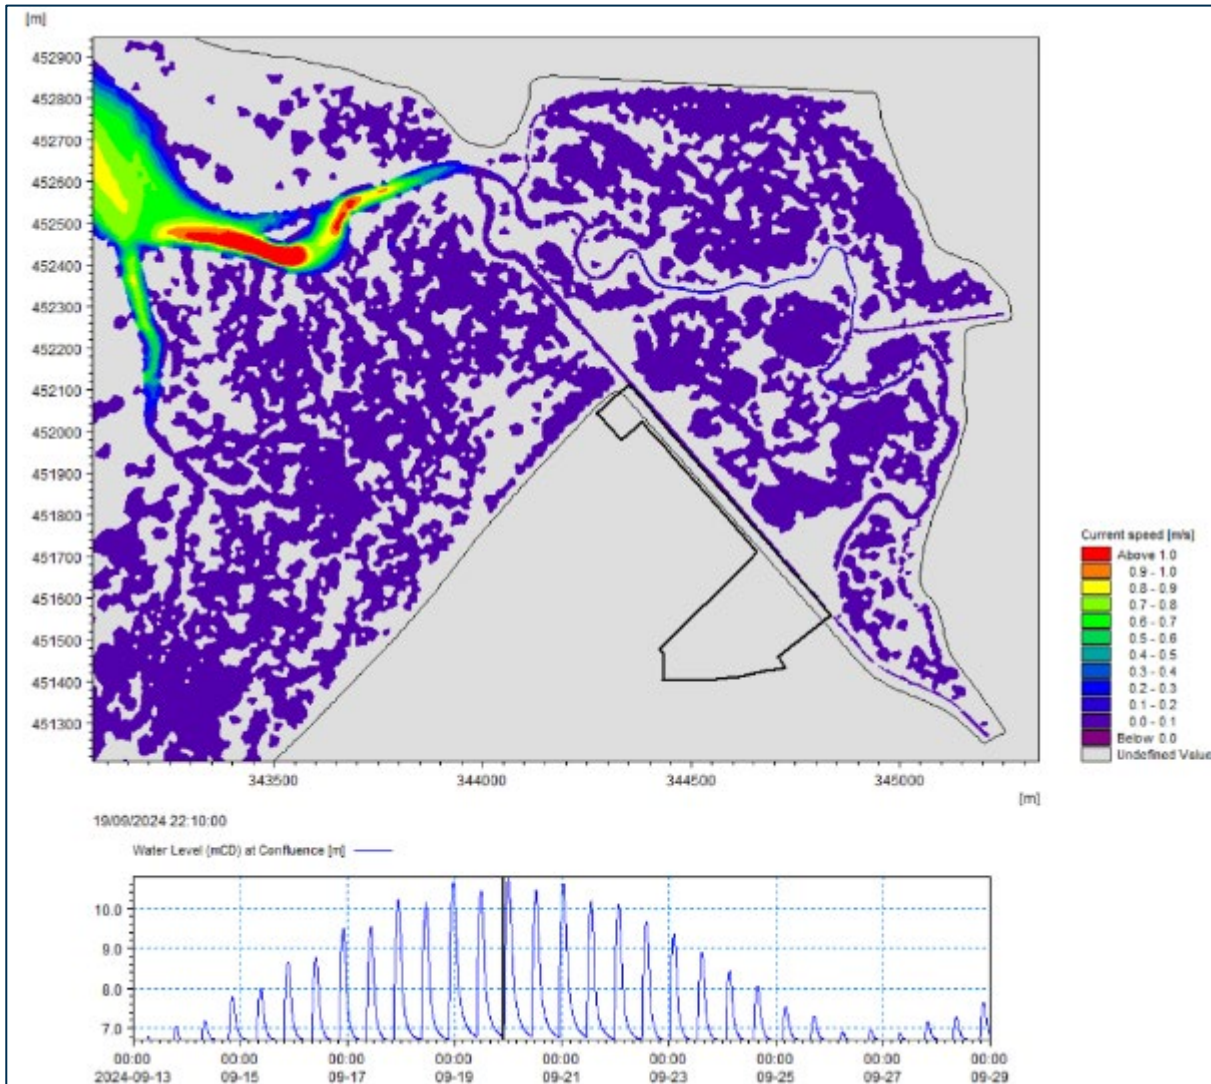 [m]
452900
452800
452700
452600
452500
452400
452300
452200
452100
452000
451900
451800
451700
451600
451500
451400
451300
343500 344000 344500 345000
[m]
Current speed [m/s]
Above 1.0
0.9 - 1.0
0.8 - 0.9
0.7 - 0.8
0.6 - 0.7
0.5 - 0.6
0.4 - 0.5
0.3 - 0.4
0.2 - 0.3
0.1 - 0.2
0.0 - 0.1
Below 0.0
Undefined Value
19/09/2024 22:10:00
Water Level (mCD) at Confluence [m]
10.0
9.0
8.0
7.0
00:00 00:00 00:00 00:00 00:00 00:00 00:00 00:00 00:00
2024-09-13 09-15 09-17 09-19 09-21 09-23 09-25 09-27 09-29